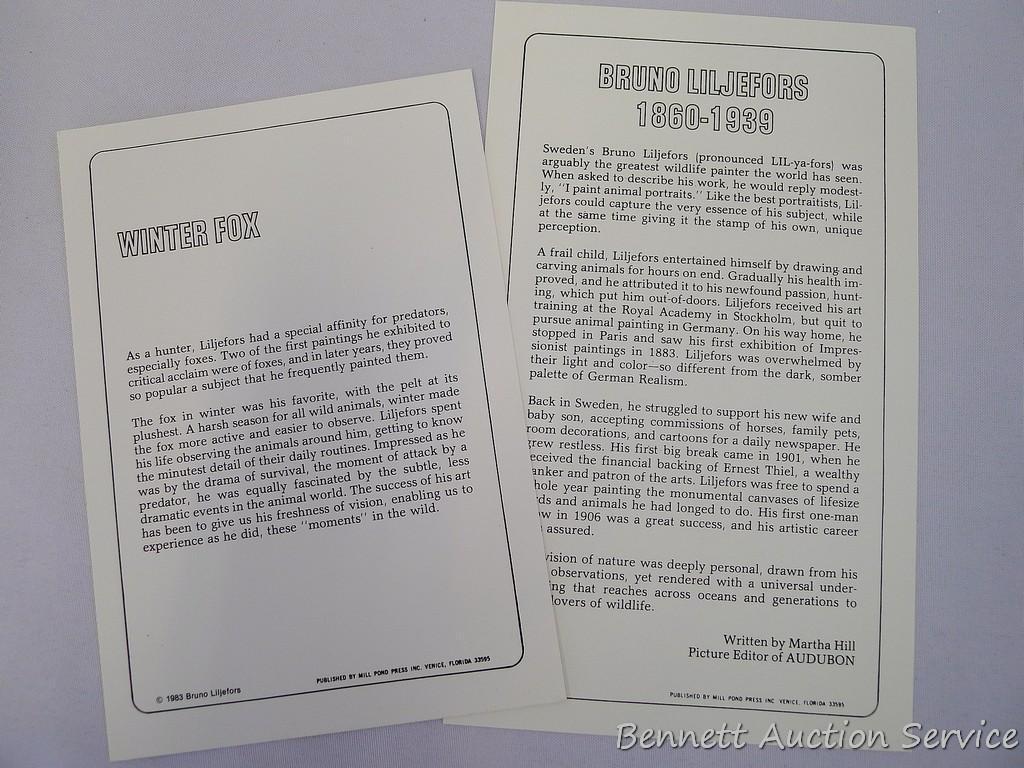 WINTER FOX
As a hunter, Liljefors had a special affinity for predators,
especially foxes. Two of the first paintings he exhibited to
critical acclaim were of foxes, and in later years, they proved
so popular a subject that he frequently painted them.
The fox in winter was his favorite, with the pelt at its
plushest. A harsh season for all wild animals, winter made
the fox more active and easier to observe. Liljefors spent
his life observing the animals around him, getting to know
the minutest detail of their daily routines. Impressed as he
was by the drama of survival, the moment of attack by a
predator, he was equally fascinated by the subtle, less
dramatic events in the animal world. The success of his art
has been to give us his freshness of vision, enabling us to
experience as he did, these "moments" in the wild.
© 1983 Bruno Liljefors
PUBLISHED BY MILL POND PRESS INC. VENICE, FLORIDA 33595
BRUNO LILJEFORS
1860-1939
Sweden's Bruno Liljefors (pronounced LIL-ya-fors) was
arguably the greatest wildlife painter the world has seen.
When asked to describe his work, he would reply modest-
ly, "I paint animal portraits." Like the best portraitists, Lil-
jefors could capture the very essence of his subject, while
at the same time giving it the stamp of his own, unique
perception.
A frail child, Liljefors entertained himself by drawing and
carving animals for hours on end. Gradually his health im-
proved, and he attributed it to his newfound passion, hunt-
ing, which put him out-of-doors. Liljefors received his art
training at the Royal Academy in Stockholm, but quit to
pursue animal painting in Germany. On his way home, he
stopped in Paris and saw his first exhibition of Impres-
sionist paintings in 1883. Liljefors was overwhelmed by
their light and color—so different from the dark, somber
palette of German Realism.
Back in Sweden, he struggled to support his new wife and
baby son, accepting commissions of horses, family pets,
room decorations, and cartoons for a daily newspaper. He
grew restless. His first big break came in 1901, when he
received the financial backing of Ernest Thiel, a wealthy
anker and patron of the arts. Liljefors was free to spend a
hole year painting the monumental canvases of lifesize
ds and animals he had longed to do. His first one-man
ow in 1906 was a great success, and his artistic career
assured.
vision of nature was deeply personal, drawn from his
observations, yet rendered with a universal under-
ing that reaches across oceans and generations to
lovers of wildlife.
Written by Martha Hill
Picture Editor of AUDUBON
PUBLISHED BY MILL POND PRESS INC VENICE, FLORIDA 33595
Bennett Auction Service